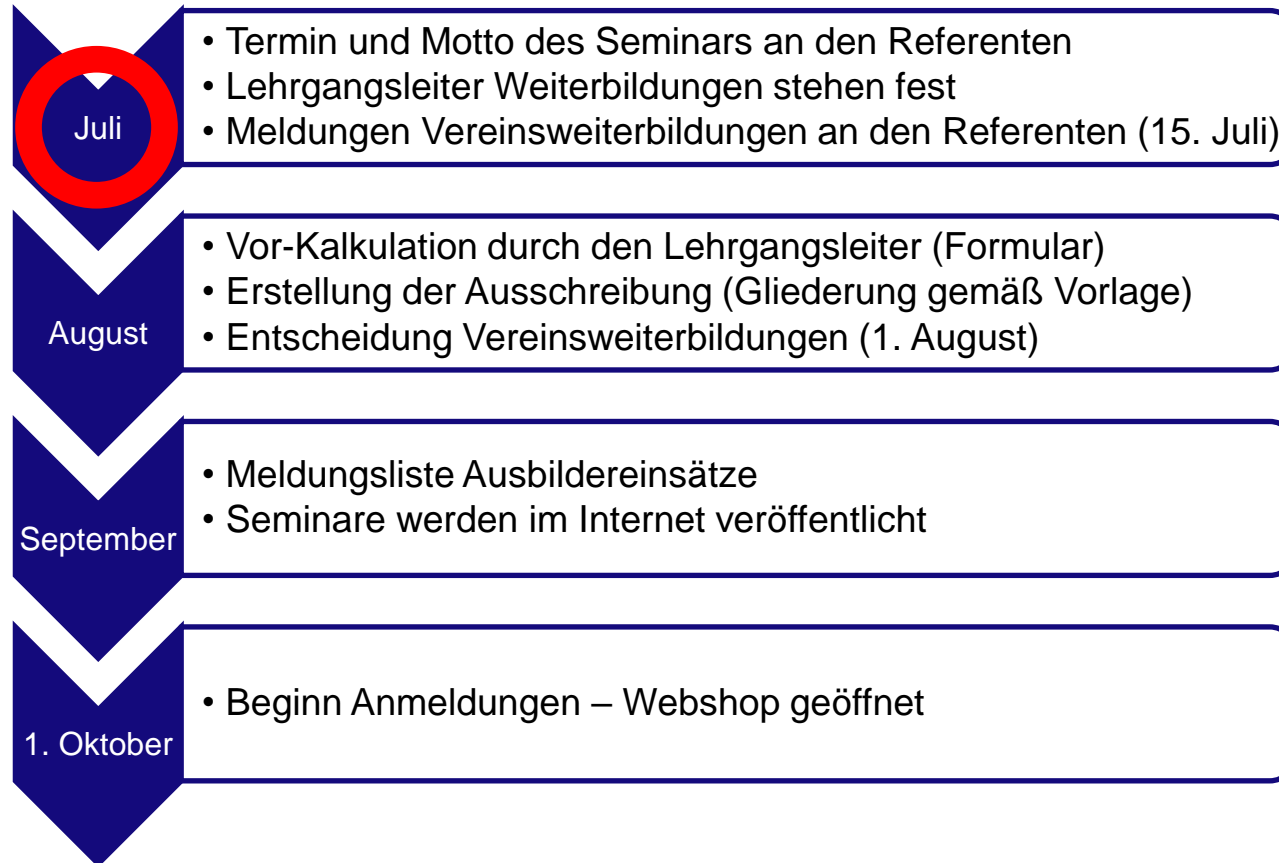 Juli
• Termin und Motto des Seminars an den Referenten
• Lehrgangsleiter Weiterbildungen stehen fest
• Meldungen Vereinsweiterbildungen an den Referenten (15. Juli)
August
• Vor-Kalkulation durch den Lehrgangsleiter (Formular)
• Erstellung der Ausschreibung (Gliederung gemäß Vorlage)
• Entscheidung Vereinsweiterbildungen (1. August)
September
• Meldungsliste Ausbildereinsätze
• Seminare werden im Internet veröffentlicht
1. Oktober
• Beginn Anmeldungen – Webshop geöffnet